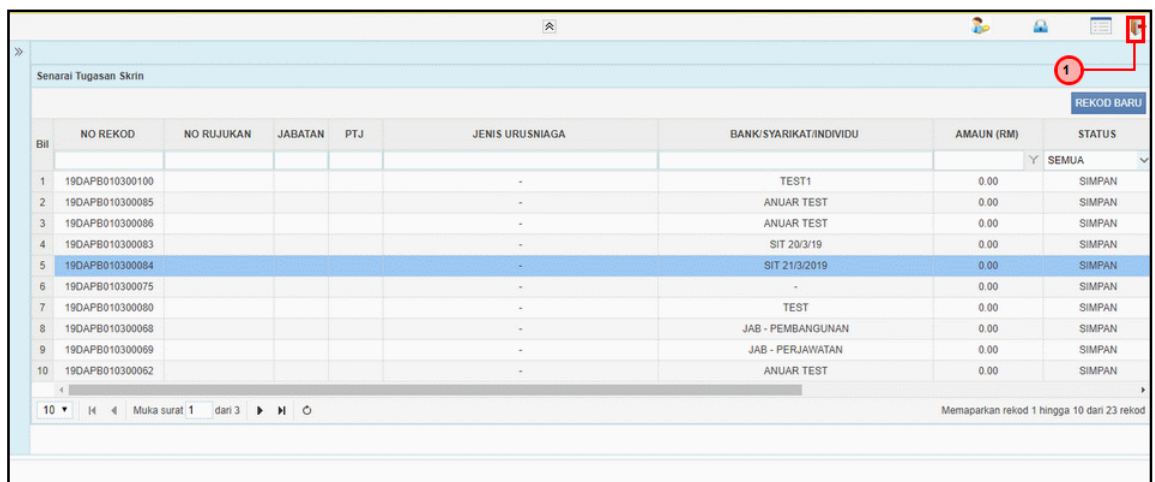 1
Senarai Tugasan Skrin
REKOD BARU
Bil NO REKOD NO RUJUKAN JABATAN PTJ JENIS URUSNIAGA BANK/SYARIKAT/INDIVIDU AMAUN (RM) STATUS
SEMUA
1 19DAPB010300100 - TEST1 0.00 SIMPAN
2 19DAPB010300085 - ANUAR TEST 0.00 SIMPAN
3 19DAPB010300086 - ANUAR TEST 0.00 SIMPAN
4 19DAPB010300083 - SIT 20/3/19 0.00 SIMPAN
5 19DAPB010300084 - SIT 21/3/2019 0.00 SIMPAN
6 19DAPB010300075 - - 0.00 SIMPAN
7 19DAPB010300080 - TEST 0.00 SIMPAN
8 19DAPB010300068 - JAB - PEMBANGUNAN 0.00 SIMPAN
9 19DAPB010300069 - JAB - PERJAWATAN 0.00 SIMPAN
10 19DAPB010300062 - ANUAR TEST 0.00 SIMPAN
10 Muka surat 1 dari 3 Memaparkan rekod 1 hingga 10 dari 23 rekod